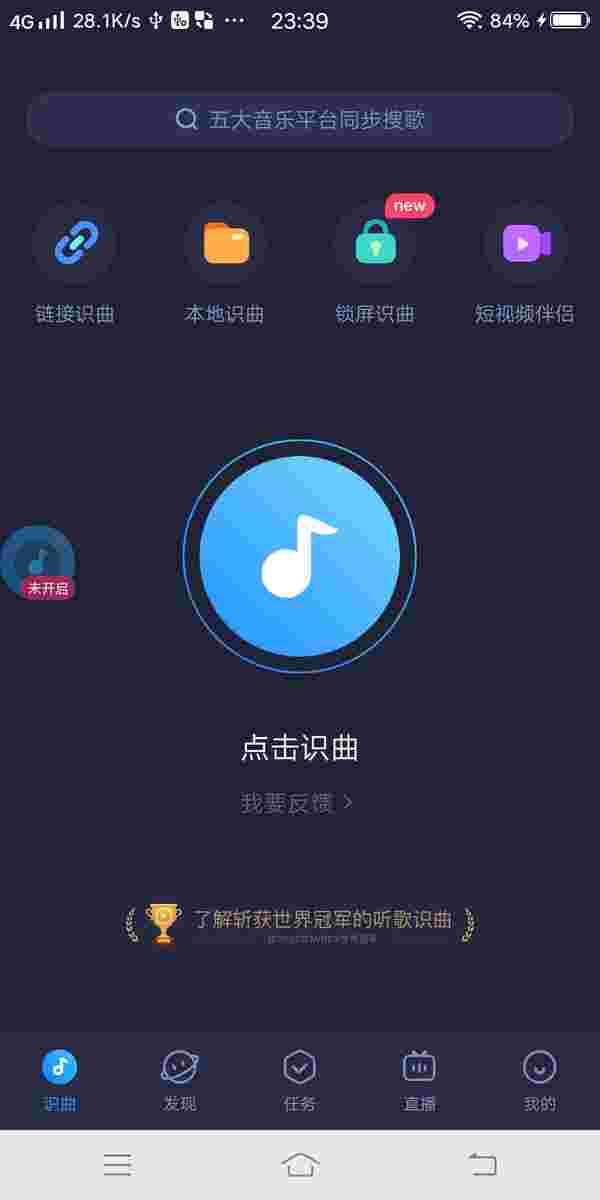 4G 28.1K/s 23:39 84%
五大音乐平台同步搜歌
new
链接识曲 本地识曲 锁屏识曲 短视频伴侣
未开启
点击识曲
我要反馈
了解斩获世界冠军的听歌识曲
识曲 发现 任务 直播 我的